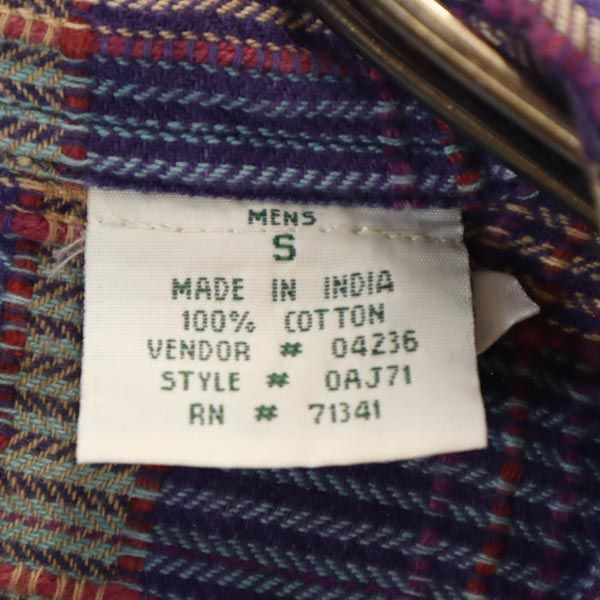 MENS
S
MADE IN INDIA
100% COTTON
VENDOR # 04236
STYLE # 0AJ71
RN # 71341